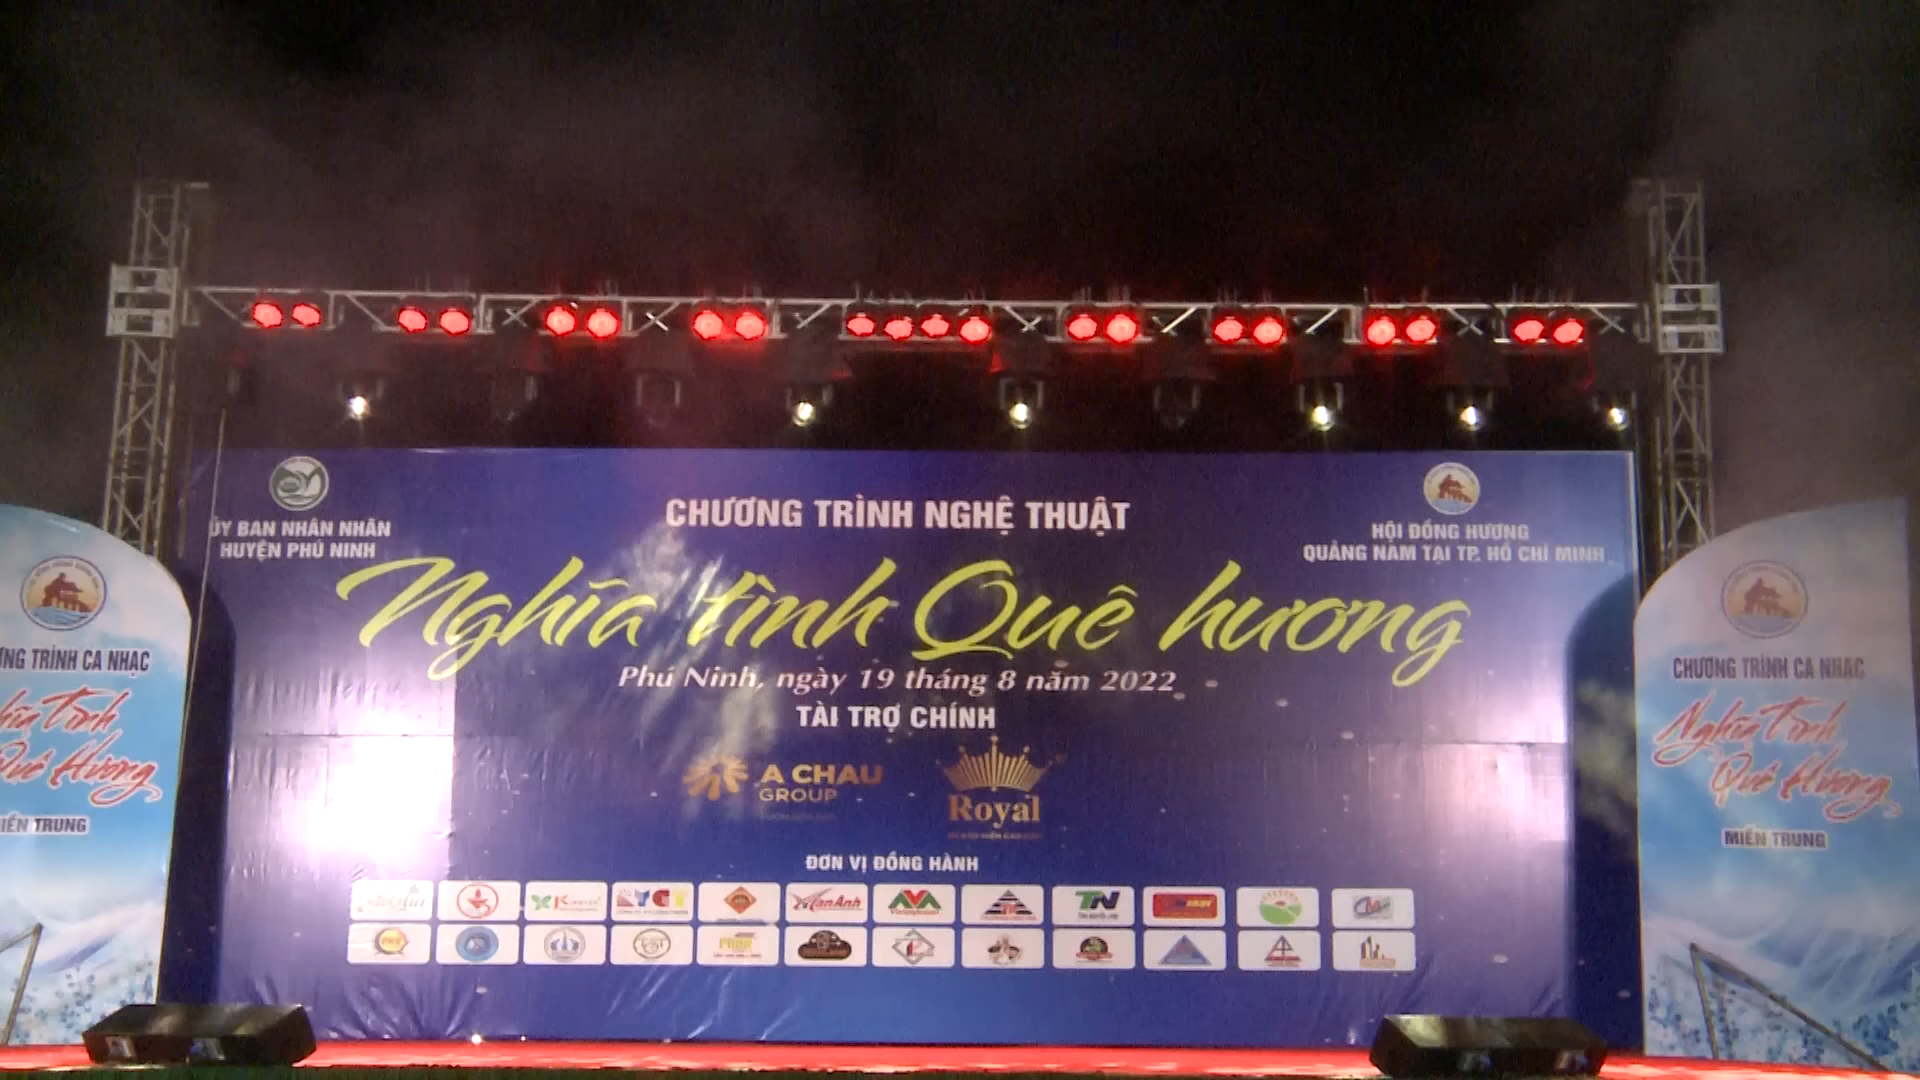 ỦY BAN NHÂN NHÂN
HUYỆN PHÚ NINH
CHƯƠNG TRÌNH NGHỆ THUẬT
HỘI ĐỒNG HƯƠNG
QUẢNG NAM TẠI TP. HỒ CHÍ MINH
Nghĩa tình Quê hương
Phú Ninh, ngày 19 tháng 8 năm 2022
TÀI TRỢ CHÍNH
A CHAU
GROUP
Royal
ĐƠN VỊ ĐỒNG HÀNH
TRÌNH CA NHẠC
Tình
Quê Hương
TRUNG
CHƯƠNG TRÌNH CA NHẠC
Nghĩa Tình
Quê Hương
MIỀN TRUNG